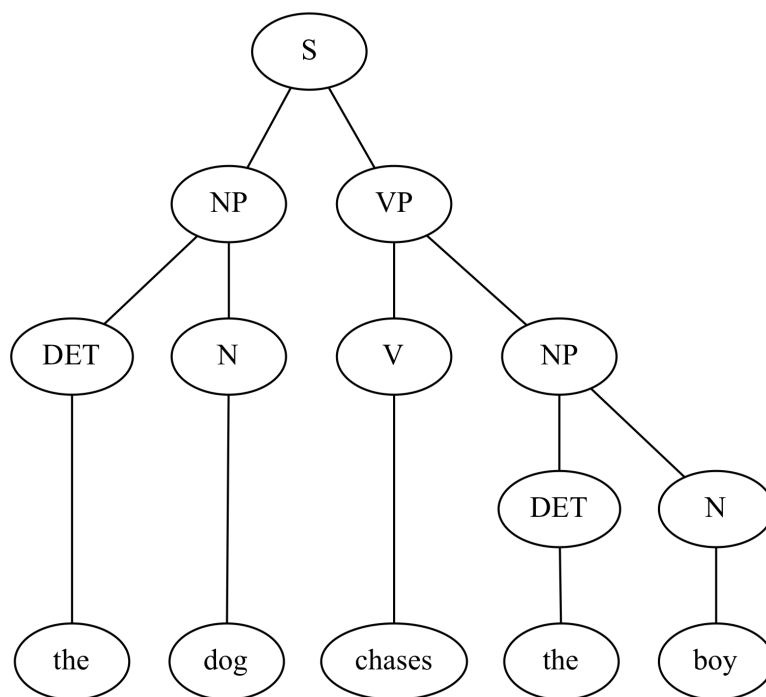 S
NP VP
DET N V NP
DET N
the dog chases the boy